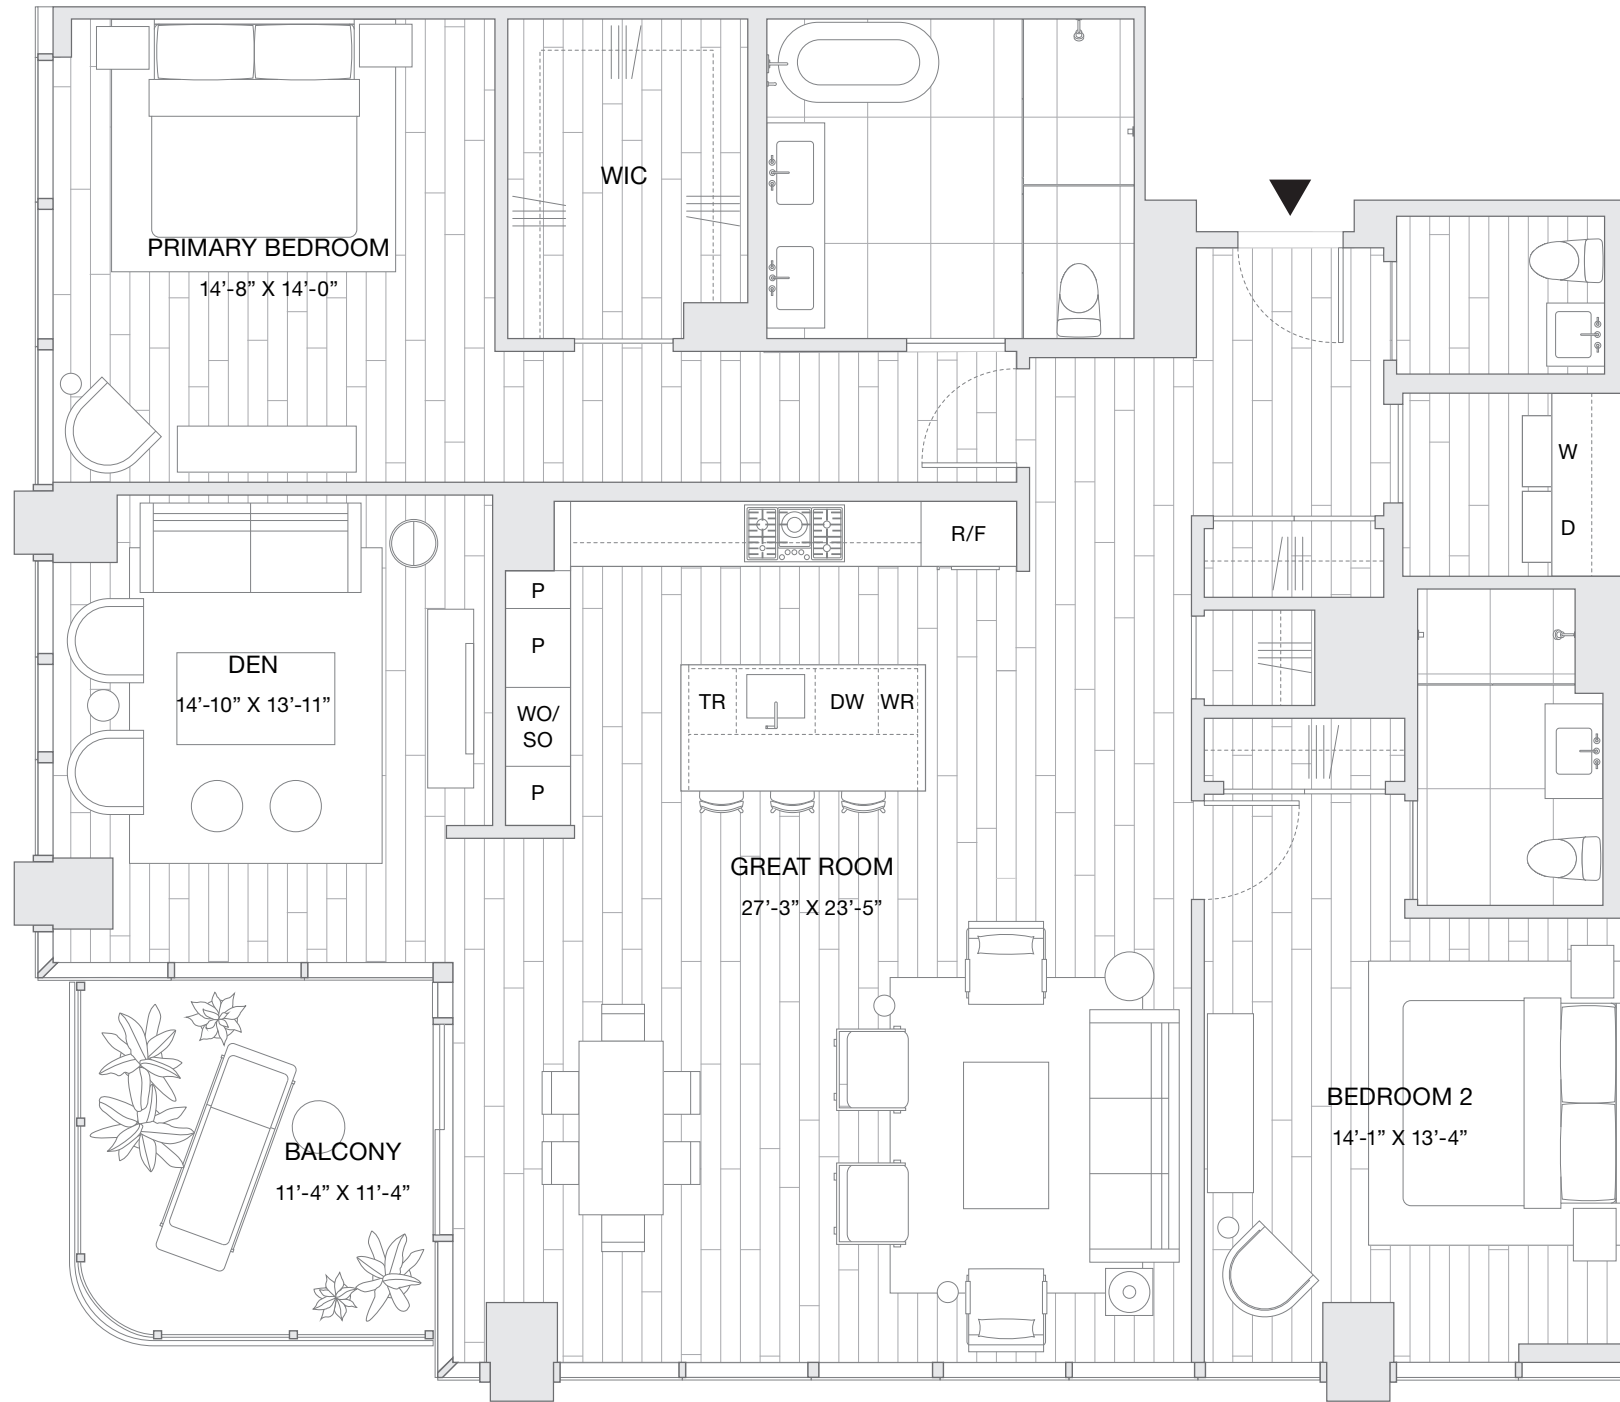 WIC
PRIMARY BEDROOM
14’-8” X 14’-0”
W
D
R/F
P
P
WO/
SO
P
TR
DW
WR
DEN
14’-10” X 13’-11”
GREAT ROOM
27’-3” X 23’-5”
BEDROOM 2
14’-1” X 13’-4”
BALCONY
11’-4” X 11’-4”